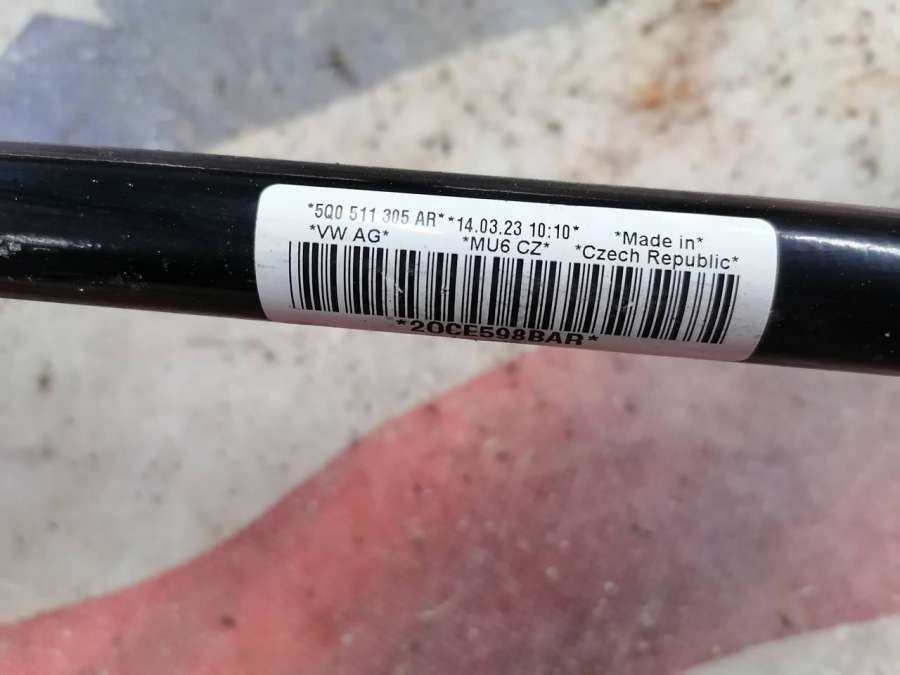 *5Q0 511 305 AR**14.03.23 10:10* *Made in*
*VW AG* *MU6 CZ* *Czech Republic*
*2OCE598BAR*